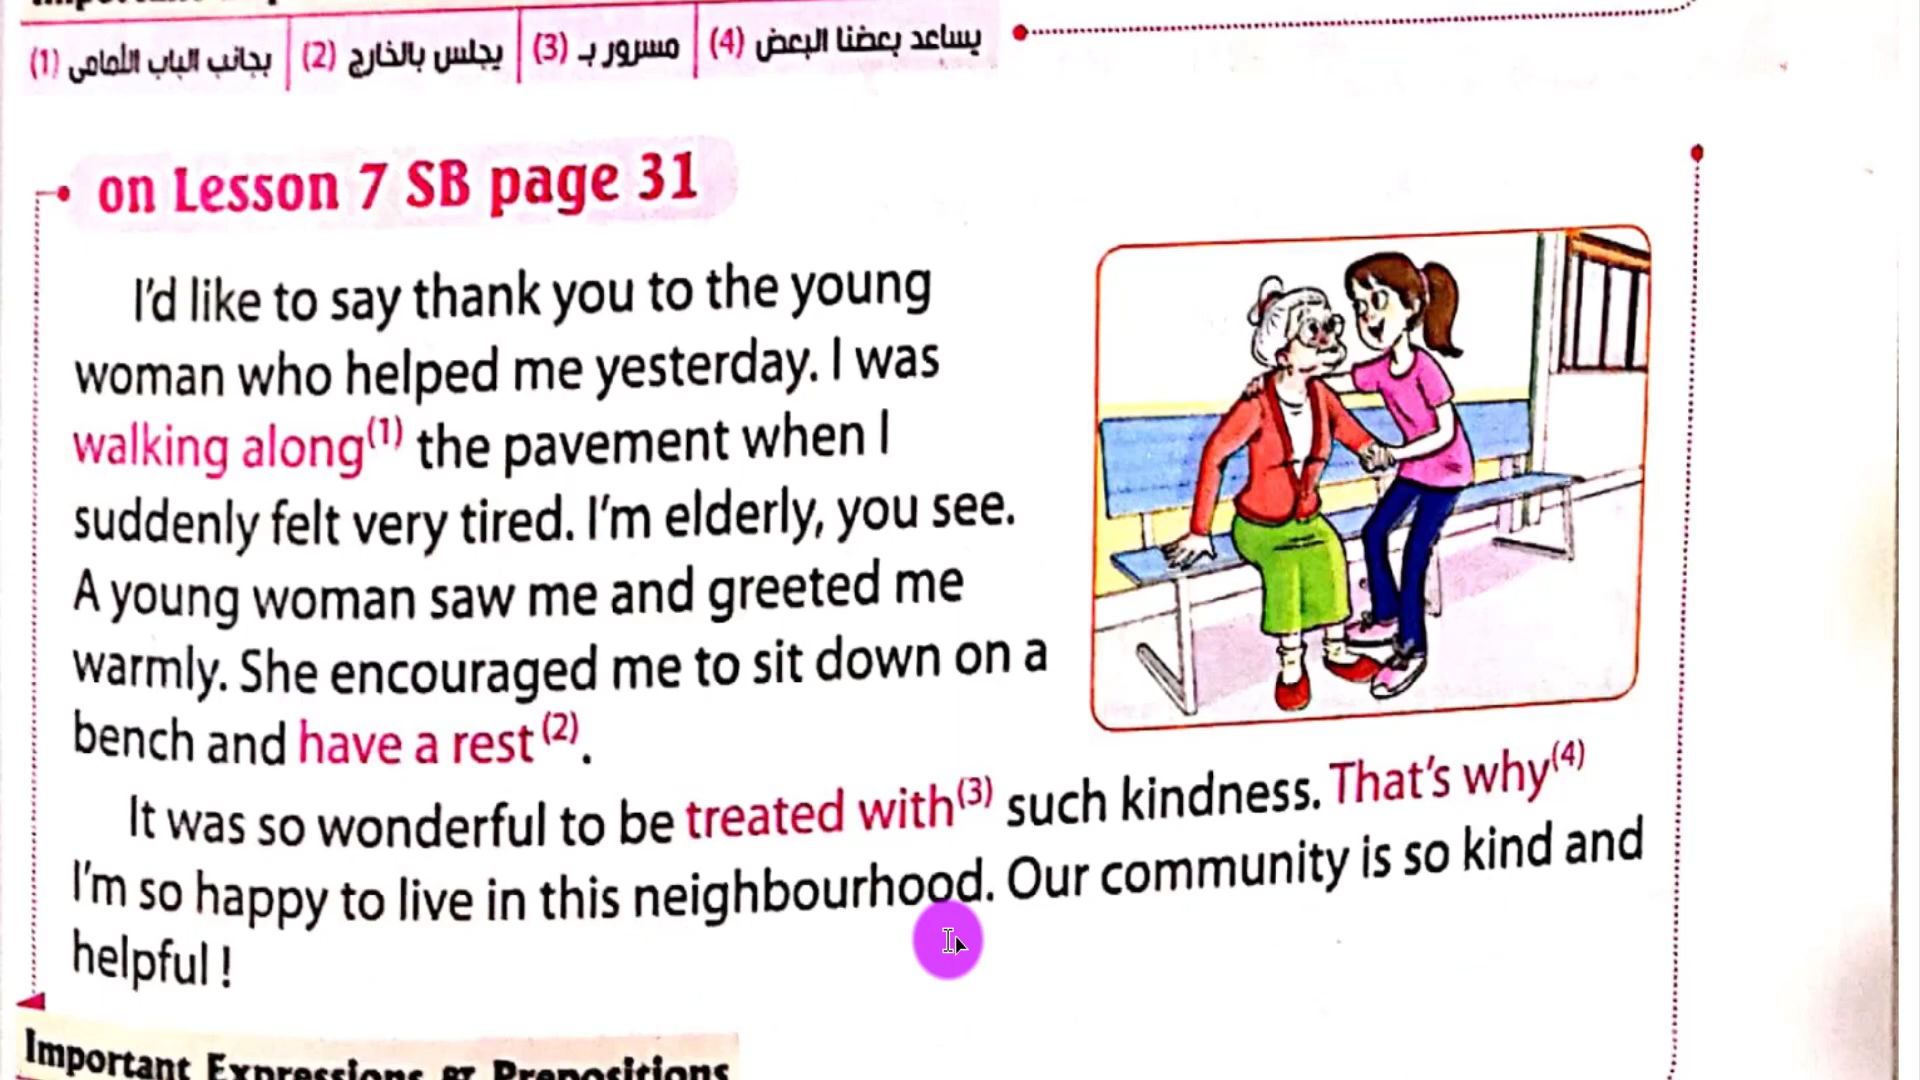 (1) بجانب الباب الأمامى (2) يجلس بالخارج (3) مسرور بـ (4) يساعد بعضنا البعض
on Lesson 7 SB page 31
I'd like to say thank you to the young
woman who helped me yesterday. I was
walking along(1) the pavement when I
suddenly felt very tired. I'm elderly, you see.
A young woman saw me and greeted me
warmly. She encouraged me to sit down on a
bench and have a rest(2).
It was so wonderful to be treated with(3) such kindness. That's why(4)
I'm so happy to live in this neighbourhood. Our community is so kind and
helpful !
Important Expressions & Prepositions